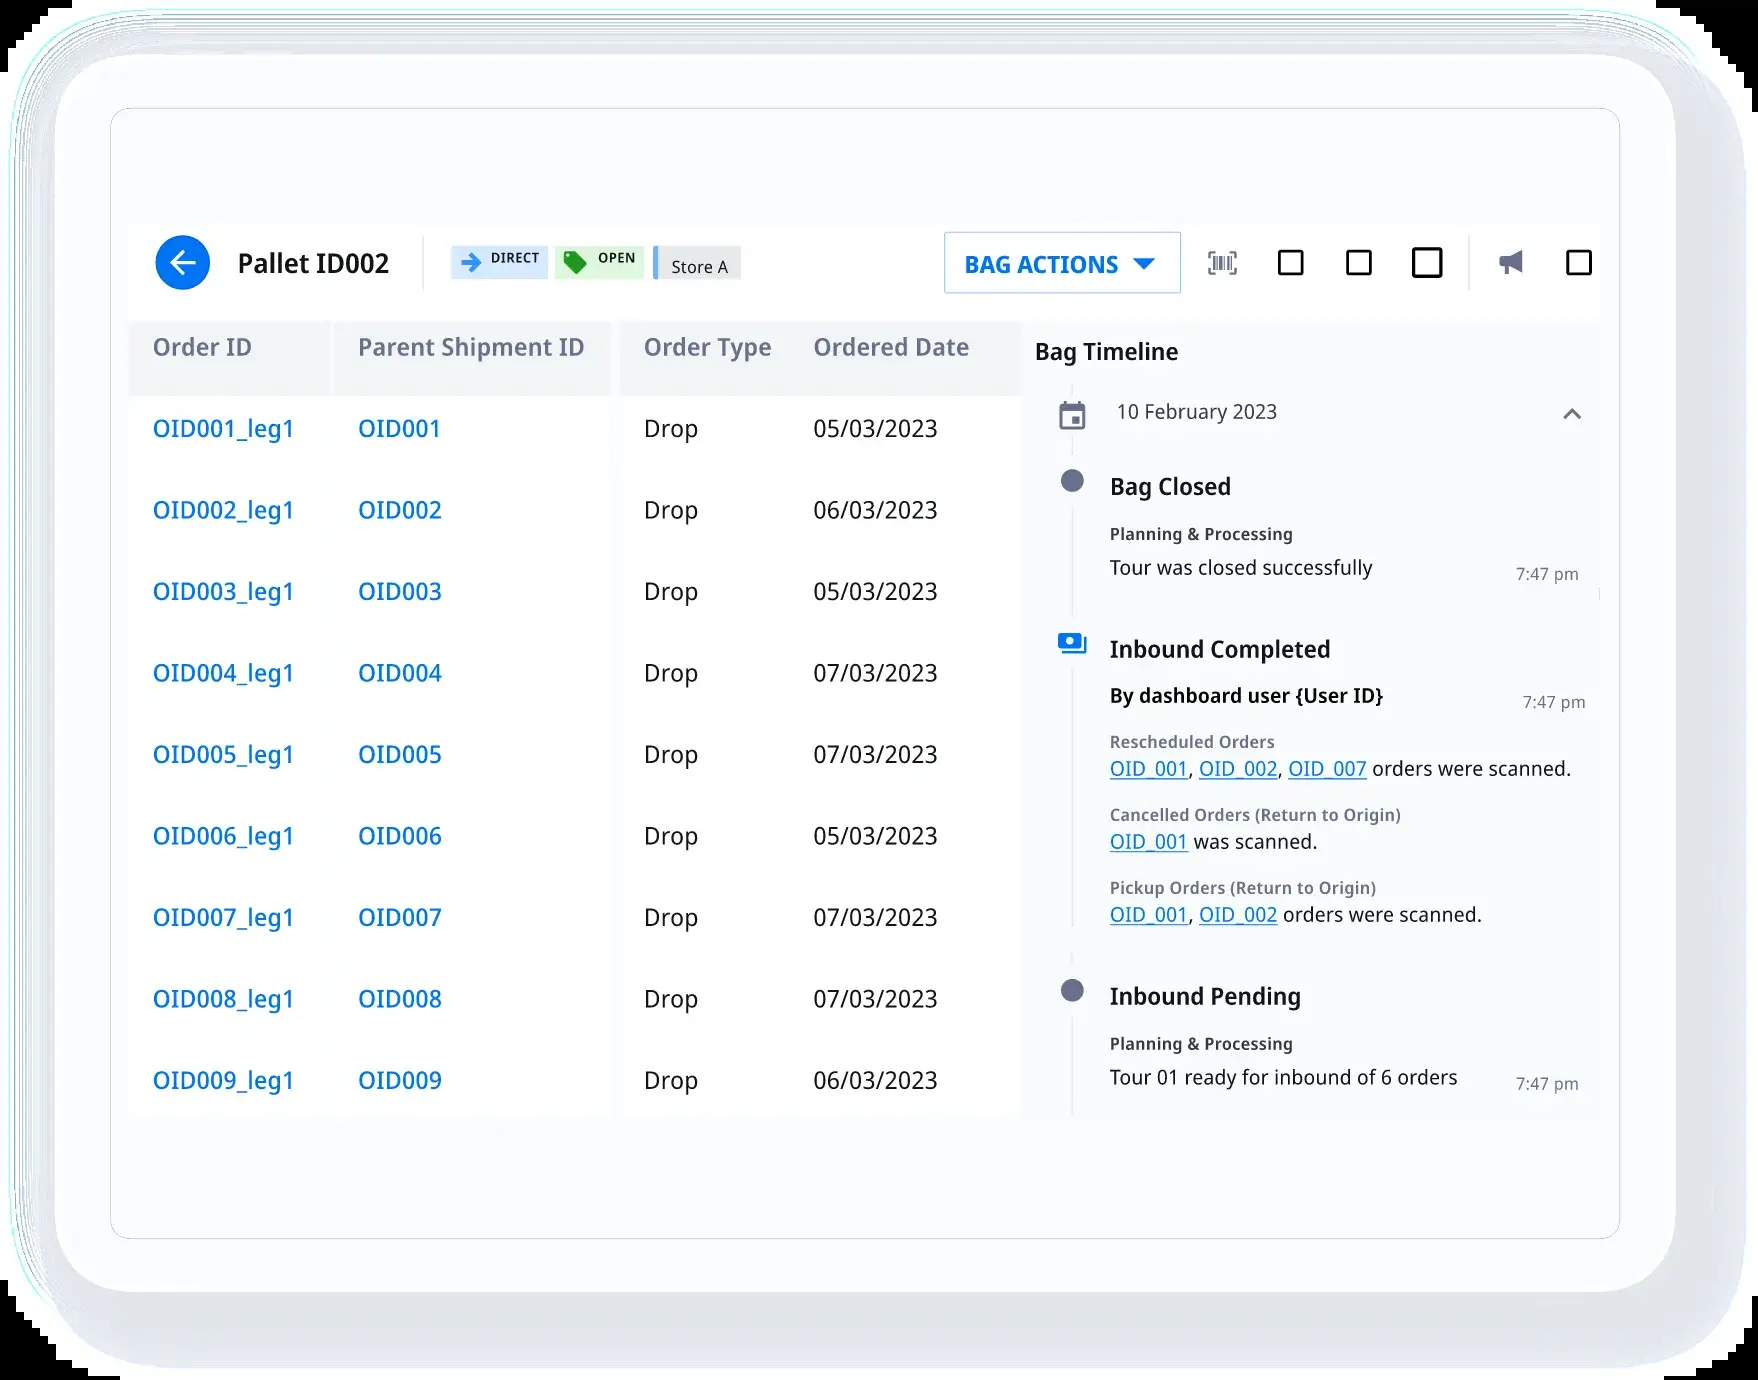 Pallet ID002 DIRECT OPEN Store A BAG ACTIONS
Order ID Parent Shipment ID Order Type Ordered Date
OID001_leg1 OID001 Drop 05/03/2023
OID002_leg1 OID002 Drop 06/03/2023
OID003_leg1 OID003 Drop 05/03/2023
OID004_leg1 OID004 Drop 07/03/2023
OID005_leg1 OID005 Drop 07/03/2023
OID006_leg1 OID006 Drop 05/03/2023
OID007_leg1 OID007 Drop 07/03/2023
OID008_leg1 OID008 Drop 07/03/2023
OID009_leg1 OID009 Drop 06/03/2023
Bag Timeline
10 February 2023
Bag Closed
Planning & Processing
Tour was closed successfully 7:47 pm
Inbound Completed
By dashboard user {User ID} 7:47 pm
Rescheduled Orders
OID_001, OID_002, OID_007 orders were scanned.
Cancelled Orders (Return to Origin)
OID_001 was scanned.
Pickup Orders (Return to Origin)
OID_001, OID_002 orders were scanned.
Inbound Pending
Planning & Processing
Tour 01 ready for inbound of 6 orders 7:47 pm